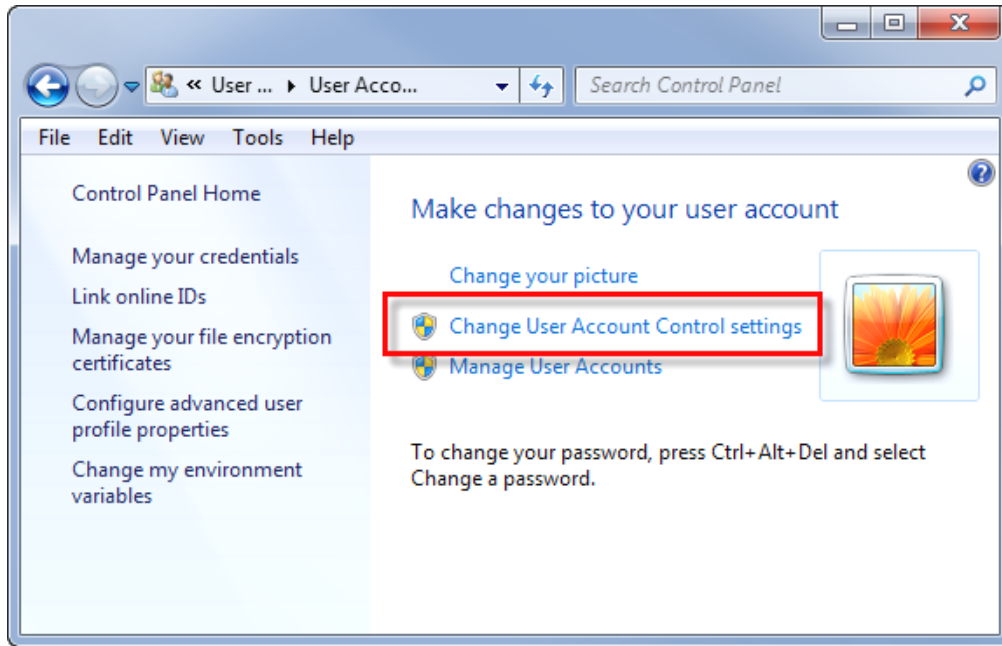 « User ... ▸ User Acco...
Search Control Panel
File Edit View Tools Help
Control Panel Home
Manage your credentials
Link online IDs
Manage your file encryption
certificates
Configure advanced user
profile properties
Change my environment
variables
Make changes to your user account
Change your picture
Change User Account Control settings
Manage User Accounts
To change your password, press Ctrl+Alt+Del and select
Change a password.